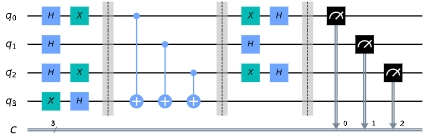 q0 H X X H
q1 H H
q2 H X X H
q3 X H
C 3 0 1 2